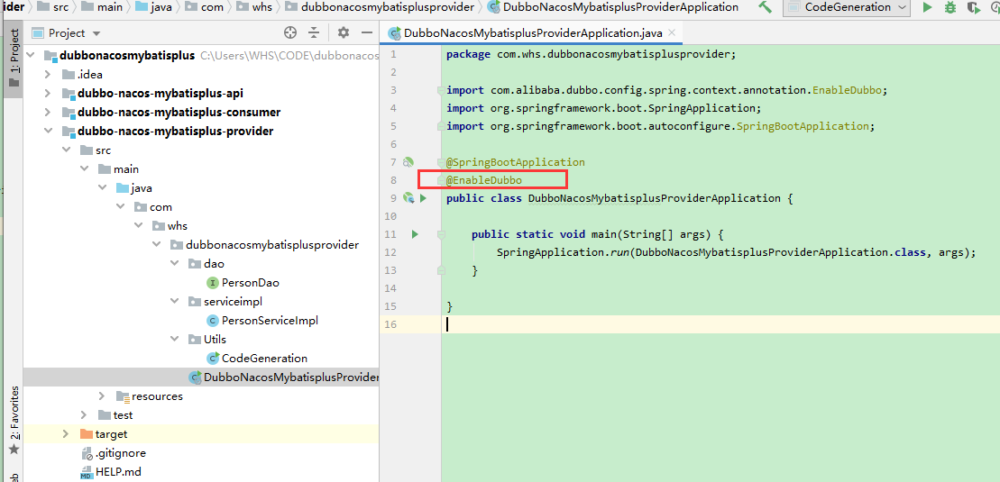 ider src main java com whs dubbonacosmybatisplusprovider DubboNacosMybatisplusProviderApplication CodeGeneration
1: Project
2: Favorites
Project
dubbonacosmybatisplus C:\Users\WHS\CODE\dubbonacos
.idea
dubbo-nacos-mybatisplus-api
dubbo-nacos-mybatisplus-consumer
dubbo-nacos-mybatisplus-provider
src
main
java
com
whs
dubbonacosmybatisplusprovider
dao
PersonDao
serviceimpl
PersonServiceImpl
Utils
CodeGeneration
DubboNacosMybatisplusProvider
resources
test
target
.gitignore
HELP.md
DubboNacosMybatisplusProviderApplication.java
1 package com.whs.dubbonacosmybatisplusprovider;
2
3 import com.alibaba.dubbo.config.spring.context.annotation.EnableDubbo;
4 import org.springframework.boot.SpringApplication;
5 import org.springframework.boot.autoconfigure.SpringBootApplication;
6
7 @SpringBootApplication
8 @EnableDubbo
9 public class DubboNacosMybatisplusProviderApplication {
10
11 public static void main(String[] args) {
12 SpringApplication.run(DubboNacosMybatisplusProviderApplication.class, args);
13 }
14
15 }
16